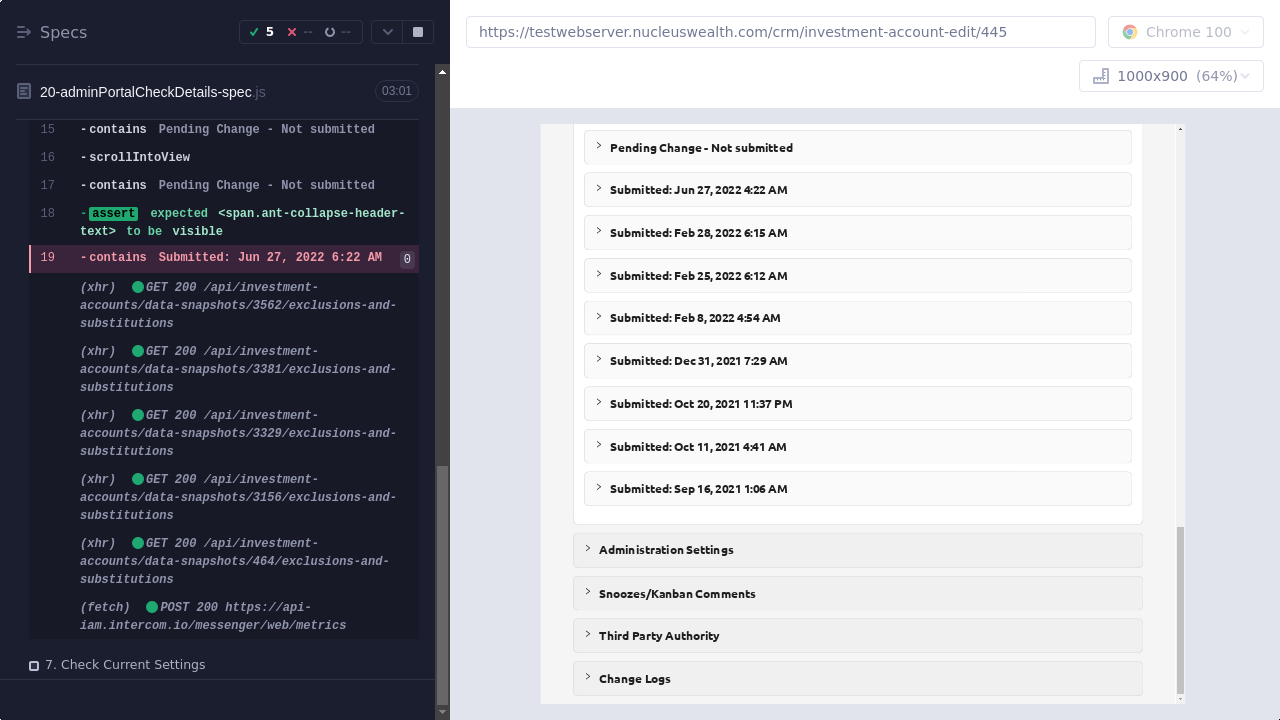 Specs
5
--
--
20-adminPortalCheckDetails-spec.js
03:01
15 -contains Pending Change - Not submitted
16 -scrollIntoView
17 -contains Pending Change - Not submitted
18 -assert expected <span.ant-collapse-header-
text> to be visible
19 -contains Submitted: Jun 27, 2022 6:22 AM 0
(xhr) GET 200 /api/investment-
accounts/data-snapshots/3562/exclusions-and-
substitutions
(xhr) GET 200 /api/investment-
accounts/data-snapshots/3381/exclusions-and-
substitutions
(xhr) GET 200 /api/investment-
accounts/data-snapshots/3329/exclusions-and-
substitutions
(xhr) GET 200 /api/investment-
accounts/data-snapshots/3156/exclusions-and-
substitutions
(xhr) GET 200 /api/investment-
accounts/data-snapshots/464/exclusions-and-
substitutions
(fetch) POST 200 https://api-
iam.intercom.io/messenger/web/metrics
7. Check Current Settings
https://testwebserver.nucleuswealth.com/crm/investment-account-edit/445
Chrome 100
1000x900 (64%)
Pending Change - Not submitted
Submitted: Jun 27, 2022 4:22 AM
Submitted: Feb 28, 2022 6:15 AM
Submitted: Feb 25, 2022 6:12 AM
Submitted: Feb 8, 2022 4:54 AM
Submitted: Dec 31, 2021 7:29 AM
Submitted: Oct 20, 2021 11:37 PM
Submitted: Oct 11, 2021 4:41 AM
Submitted: Sep 16, 2021 1:06 AM
Administration Settings
Snoozes/Kanban Comments
Third Party Authority
Change Logs